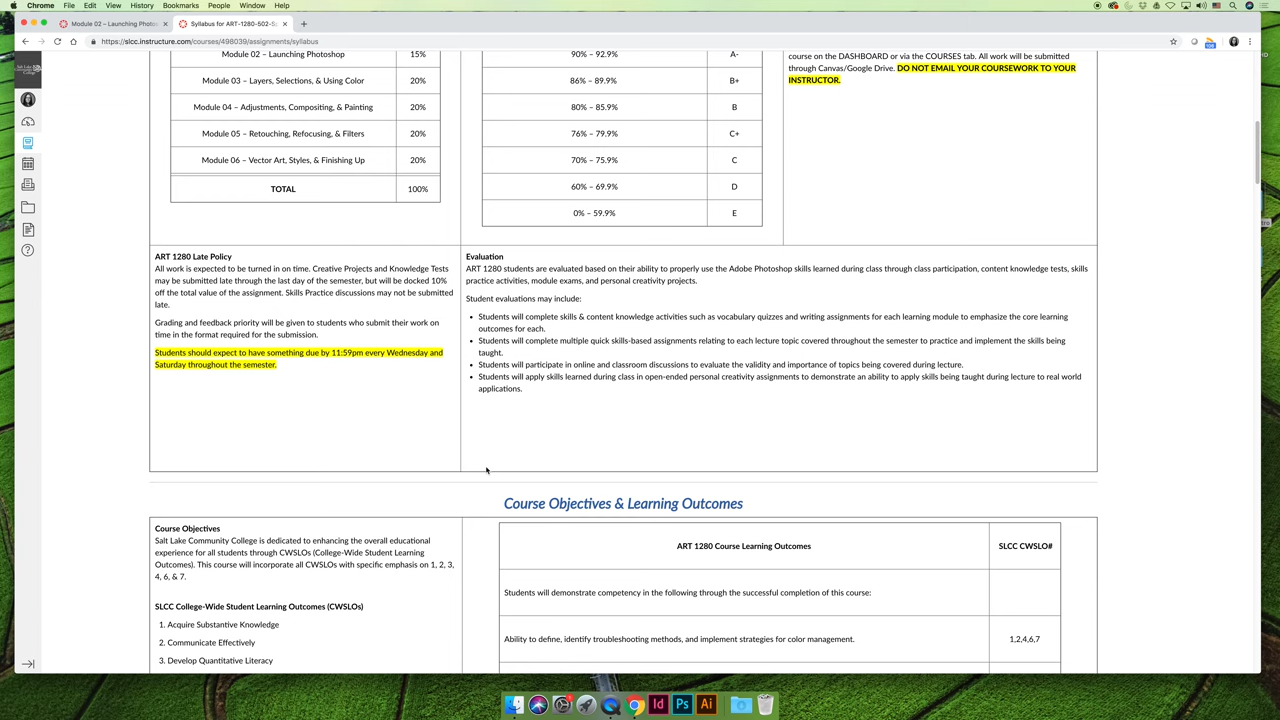 Chrome File Edit View History Bookmarks People Window Help
Module 02 – Launching Photos
Syllabus for ART-1280-502-S
https://slcc.instructure.com/courses/498039/assignments/syllabus
108
Salt Lake Community College
Module 02 – Launching Photoshop 15%
Module 03 – Layers, Selections, & Using Color 20%
Module 04 – Adjustments, Compositing, & Painting 20%
Module 05 – Retouching, Refocusing, & Filters 20%
Module 06 – Vector Art, Styles, & Finishing Up 20%
TOTAL 100%
90% – 92.9% A-
86% – 89.9% B+
80% – 85.9% B
76% – 79.9% C+
70% – 75.9% C
60% – 69.9% D
0% – 59.9% E
course on the DASHBOARD or via the COURSES tab. All work will be submitted
through Canvas/Google Drive. DO NOT EMAIL YOUR COURSEWORK TO YOUR
INSTRUCTOR.
ART 1280 Late Policy
All work is expected to be turned in on time. Creative Projects and Knowledge Tests
may be submitted late through the last day of the semester, but will be docked 10%
off the total value of the assignment. Skills Practice discussions may not be submitted
late.
Grading and feedback priority will be given to students who submit their work on
time in the format required for the submission.
Students should expect to have something due by 11:59pm every Wednesday and
Saturday throughout the semester.
Evaluation
ART 1280 students are evaluated based on their ability to properly use the Adobe Photoshop skills learned during class through class participation, content knowledge tests, skills
practice activities, module exams, and personal creativity projects.
Student evaluations may include:
• Students will complete skills & content knowledge activities such as vocabulary quizzes and writing assignments for each learning module to emphasize the core learning
outcomes for each.
• Students will complete multiple quick skills-based assignments relating to each lecture topic covered throughout the semester to practice and implement the skills being
taught.
• Students will participate in online and classroom discussions to evaluate the validity and importance of topics being covered during lecture.
• Students will apply skills learned during class in open-ended personal creativity assignments to demonstrate an ability to apply skills being taught during lecture to real world
applications.
Course Objectives & Learning Outcomes
Course Objectives
Salt Lake Community College is dedicated to enhancing the overall educational
experience for all students through CWSLOs (College-Wide Student Learning
Outcomes). This course will incorporate all CWSLOs with specific emphasis on 1, 2, 3,
4, 6, & 7.
SLCC College-Wide Student Learning Outcomes (CWSLOs)
1. Acquire Substantive Knowledge
2. Communicate Effectively
3. Develop Quantitative Literacy
ART 1280 Course Learning Outcomes SLCC CWSLO#
Students will demonstrate competency in the following through the successful completion of this course:
Ability to define, identify troubleshooting methods, and implement strategies for color management. 1,2,4,6,7
Id Ps Ai